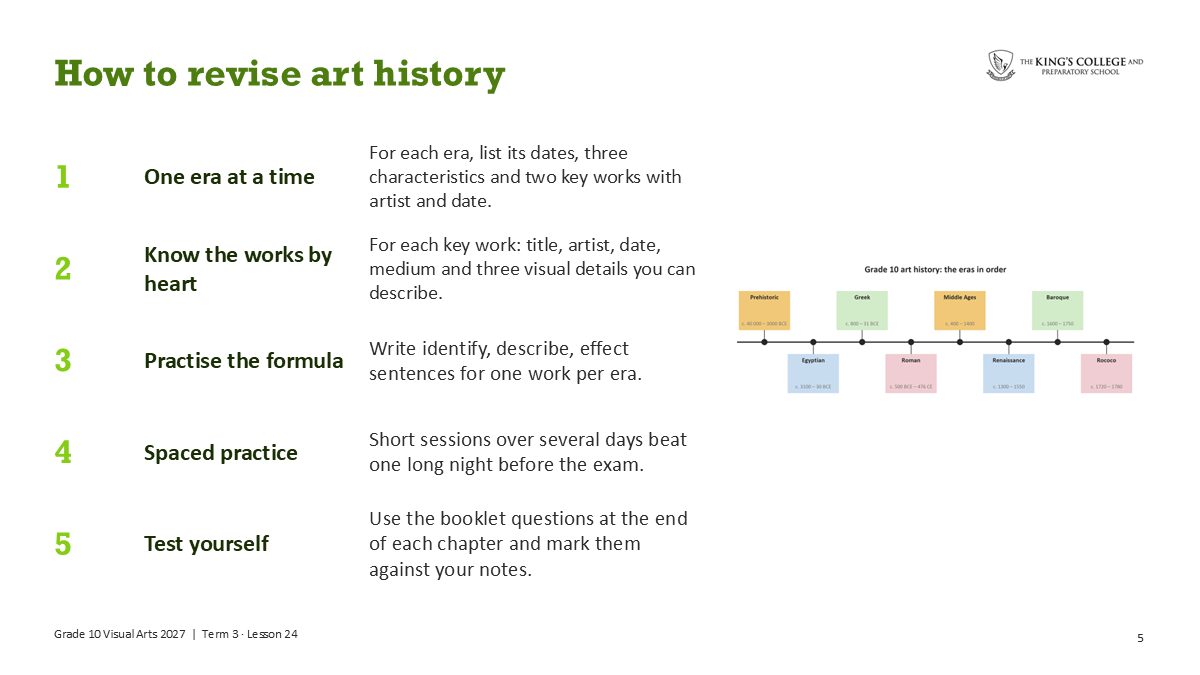 How to revise art history
THE KING'S COLLEGE AND
PREPARATORY SCHOOL
1
One era at a time
For each era, list its dates, three
characteristics and two key works with
artist and date.
2
Know the works by
heart
For each key work: title, artist, date,
medium and three visual details you can
describe.
3
Practise the formula
Write identify, describe, effect
sentences for one work per era.
4
Spaced practice
Short sessions over several days beat
one long night before the exam.
5
Test yourself
Use the booklet questions at the end
of each chapter and mark them
against your notes.
Grade 10 art history: the eras in order
Prehistoric
c. 40 000 – 3000 BCE
Egyptian
c. 3100 – 30 BCE
Greek
c. 800 – 31 BCE
Roman
c. 500 BCE – 476 CE
Middle Ages
c. 400 – 1400
Renaissance
c. 1300 – 1550
Baroque
c. 1600 – 1750
Rococo
c. 1720 – 1780
Grade 10 Visual Arts 2027 | Term 3 · Lesson 24
5